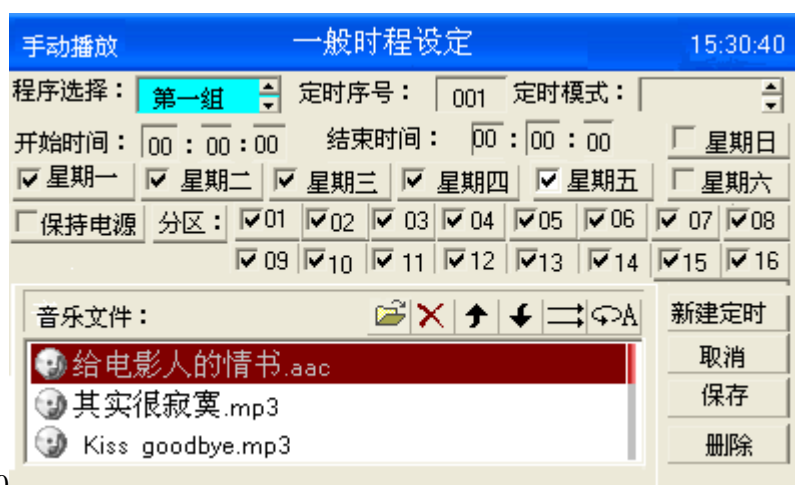 手动播放 一般时程设定 15:30:40
程序选择： 第一组 定时序号： 001 定时模式：
开始时间： 00 : 00 : 00 结束时间： 00 : 00 : 00 星期日
星期一 星期二 星期三 星期四 星期五 星期六
保持电源 分区： 01 02 03 04 05 06 07 08
09 10 11 12 13 14 15 16
音乐文件： A 新建定时
给电影人的情书.aac 取消
其实很寂寞.mp3 保存
Kiss goodbye.mp3 删除